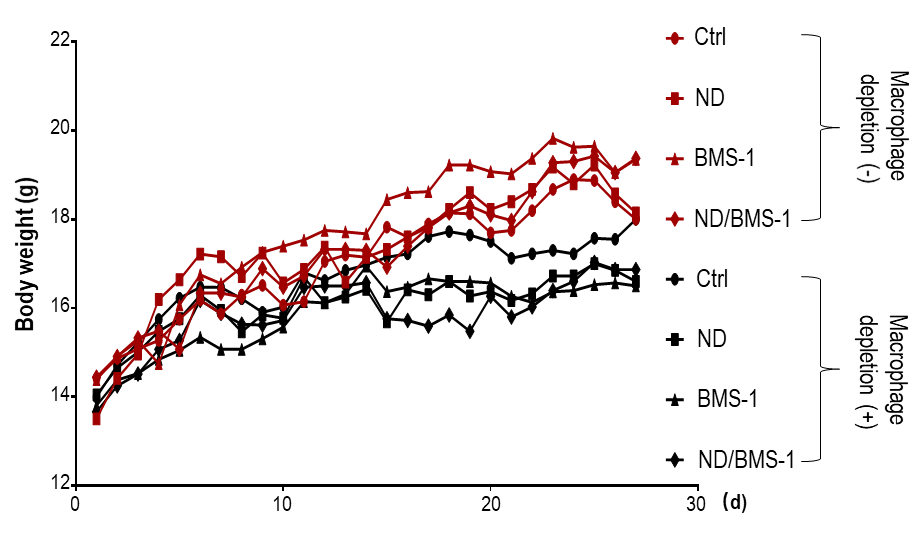 Body weight (g)
22
20
18
16
14
12
0
10
20
30
(d)
Ctrl
ND
BMS-1
ND/BMS-1
Macrophage
depletion (-)
Ctrl
ND
BMS-1
ND/BMS-1
Macrophage
depletion (+)